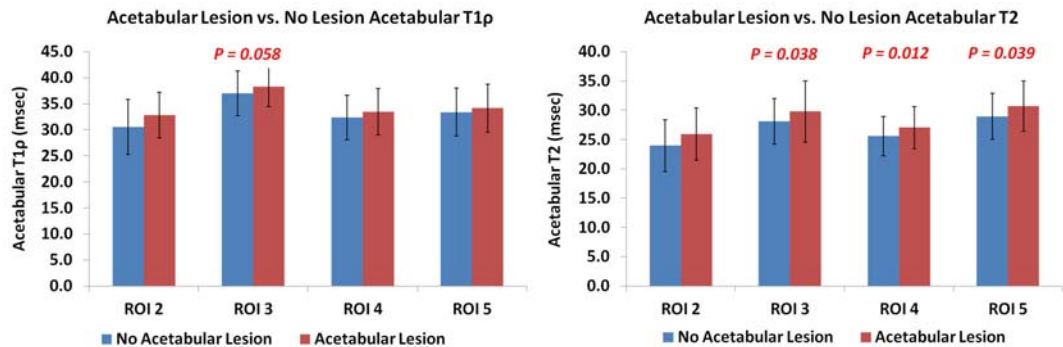 Acetabular Lesion vs. No Lesion Acetabular T1ρ
Acetabular T1ρ (msec)
45.0
40.0
35.0
30.0
25.0
20.0
15.0
10.0
5.0
0.0
P = 0.058
ROI 2 ROI 3 ROI 4 ROI 5
No Acetabular Lesion Acetabular Lesion
Acetabular Lesion vs. No Lesion Acetabular T2
Acetabular T2 (msec)
40.0
35.0
30.0
25.0
20.0
15.0
10.0
5.0
0.0
P = 0.038 P = 0.012 P = 0.039
ROI 2 ROI 3 ROI 4 ROI 5
No Acetabular Lesion Acetabular Lesion